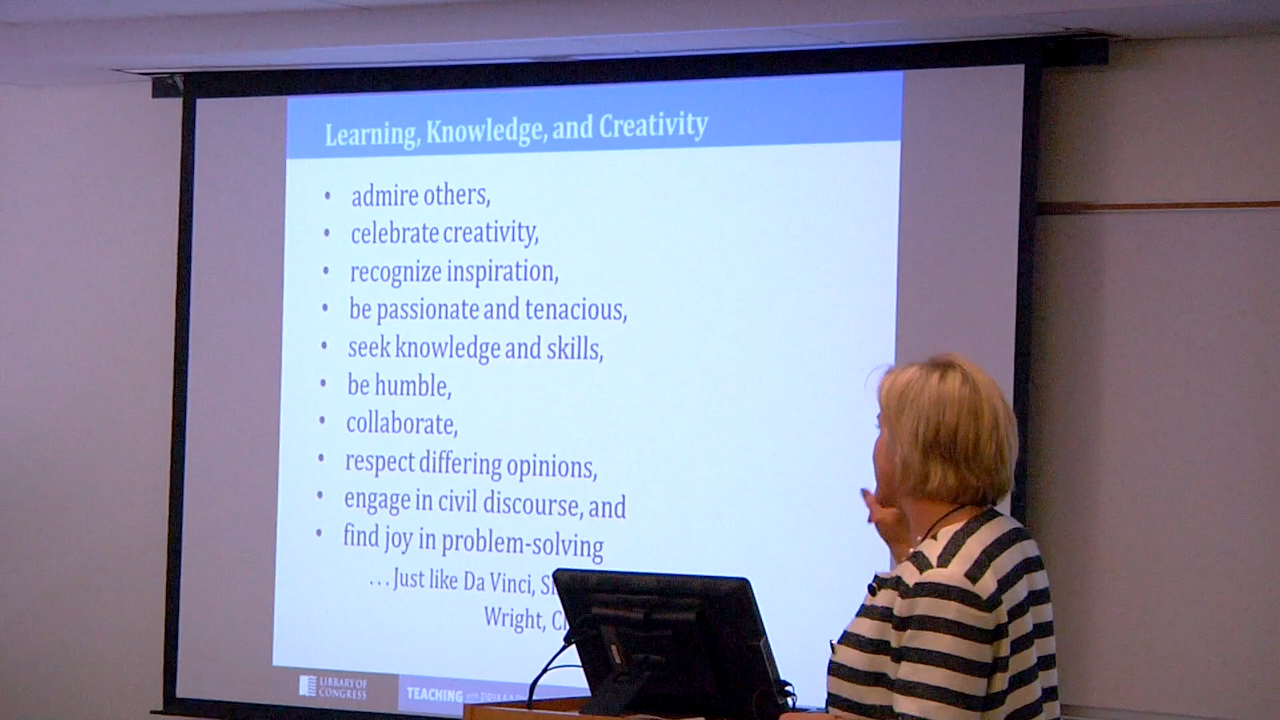 Learning, Knowledge, and Creativity
• admire others,
• celebrate creativity,
• recognize inspiration,
• be passionate and tenacious,
• seek knowledge and skills,
• be humble,
• collaborate,
• respect differing opinions,
• engage in civil discourse, and
• find joy in problem-solving
...Just like Da Vinci,
Wright,
LIBRARY OF
CONGRESS
TEACHING with